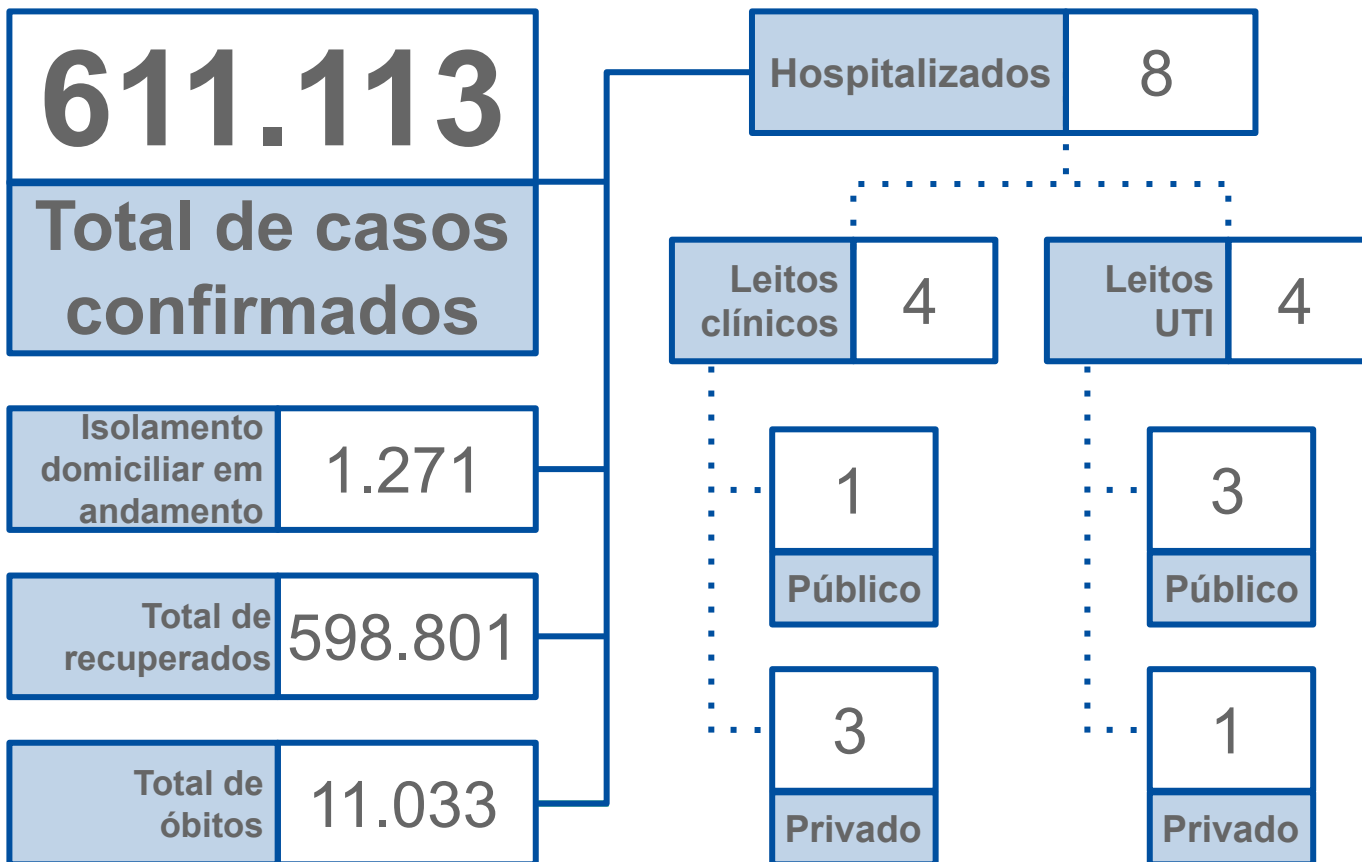 611.113
Total de casos
confirmados
Isolamento
domiciliar em
andamento
1.271
Total de
recuperados
598.801
Total de
óbitos
11.033
Hospitalizados
8
Leitos
clínicos
4
1
Público
3
Privado
Leitos
UTI
4
3
Público
1
Privado